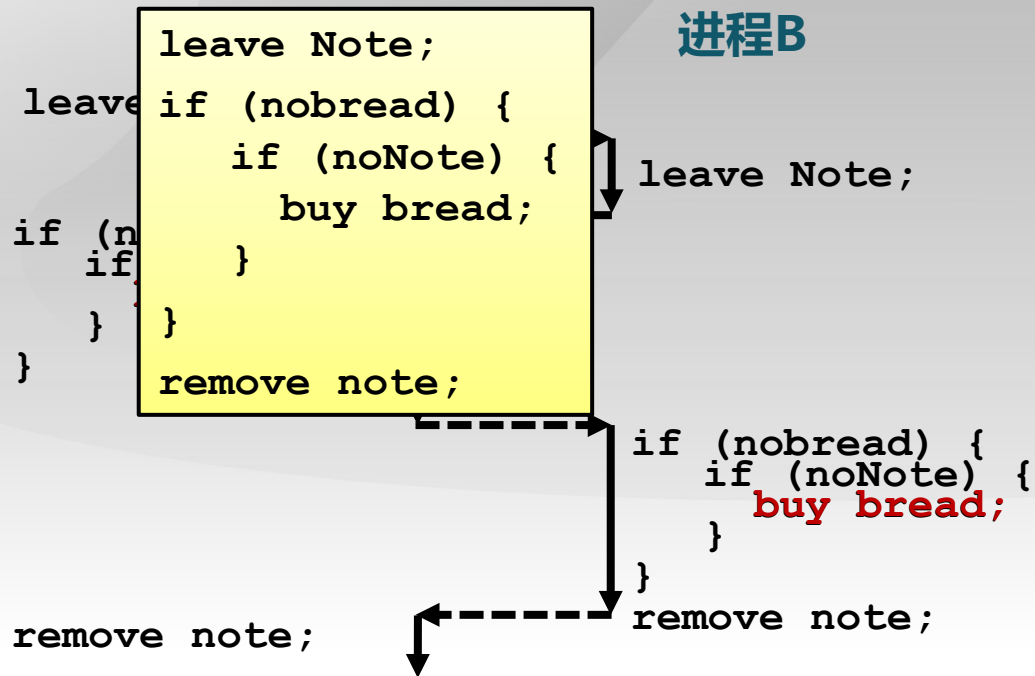 进程B
leave Note;
if (nobread) {
if (noNote) {
buy bread;
}
}
remove note;
leave
if (n
if
}
}
remove note;
leave Note;
if (nobread) {
if (noNote) {
buy bread;
}
}
remove note;